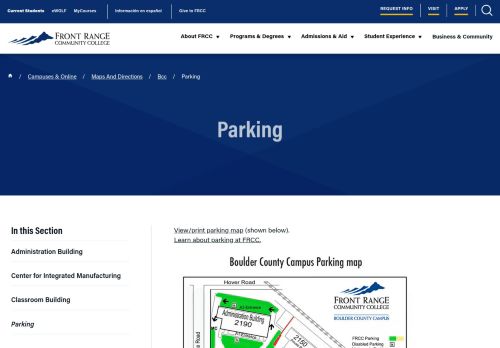 Current Students eWOLF MyCourses Información en español Give to FRCC REQUEST INFO VISIT APPLY
FRONT RANGE
COMMUNITY COLLEGE
About FRCC Programs & Degrees Admissions & Aid Student Experience Business & Community
/ Campuses & Online / Maps And Directions / Bcc / Parking
Parking
In this Section
Administration Building
Center for Integrated Manufacturing
Classroom Building
Parking
View/print parking map (shown below).
Learn about parking at FRCC.
Boulder County Campus Parking map
Hover Road
Administration Building
2190
2150
FRONT RANGE
COMMUNITY COLLEGE
BOULDER COUNTY CAMPUS
FRCC Parking
Disabled Parking